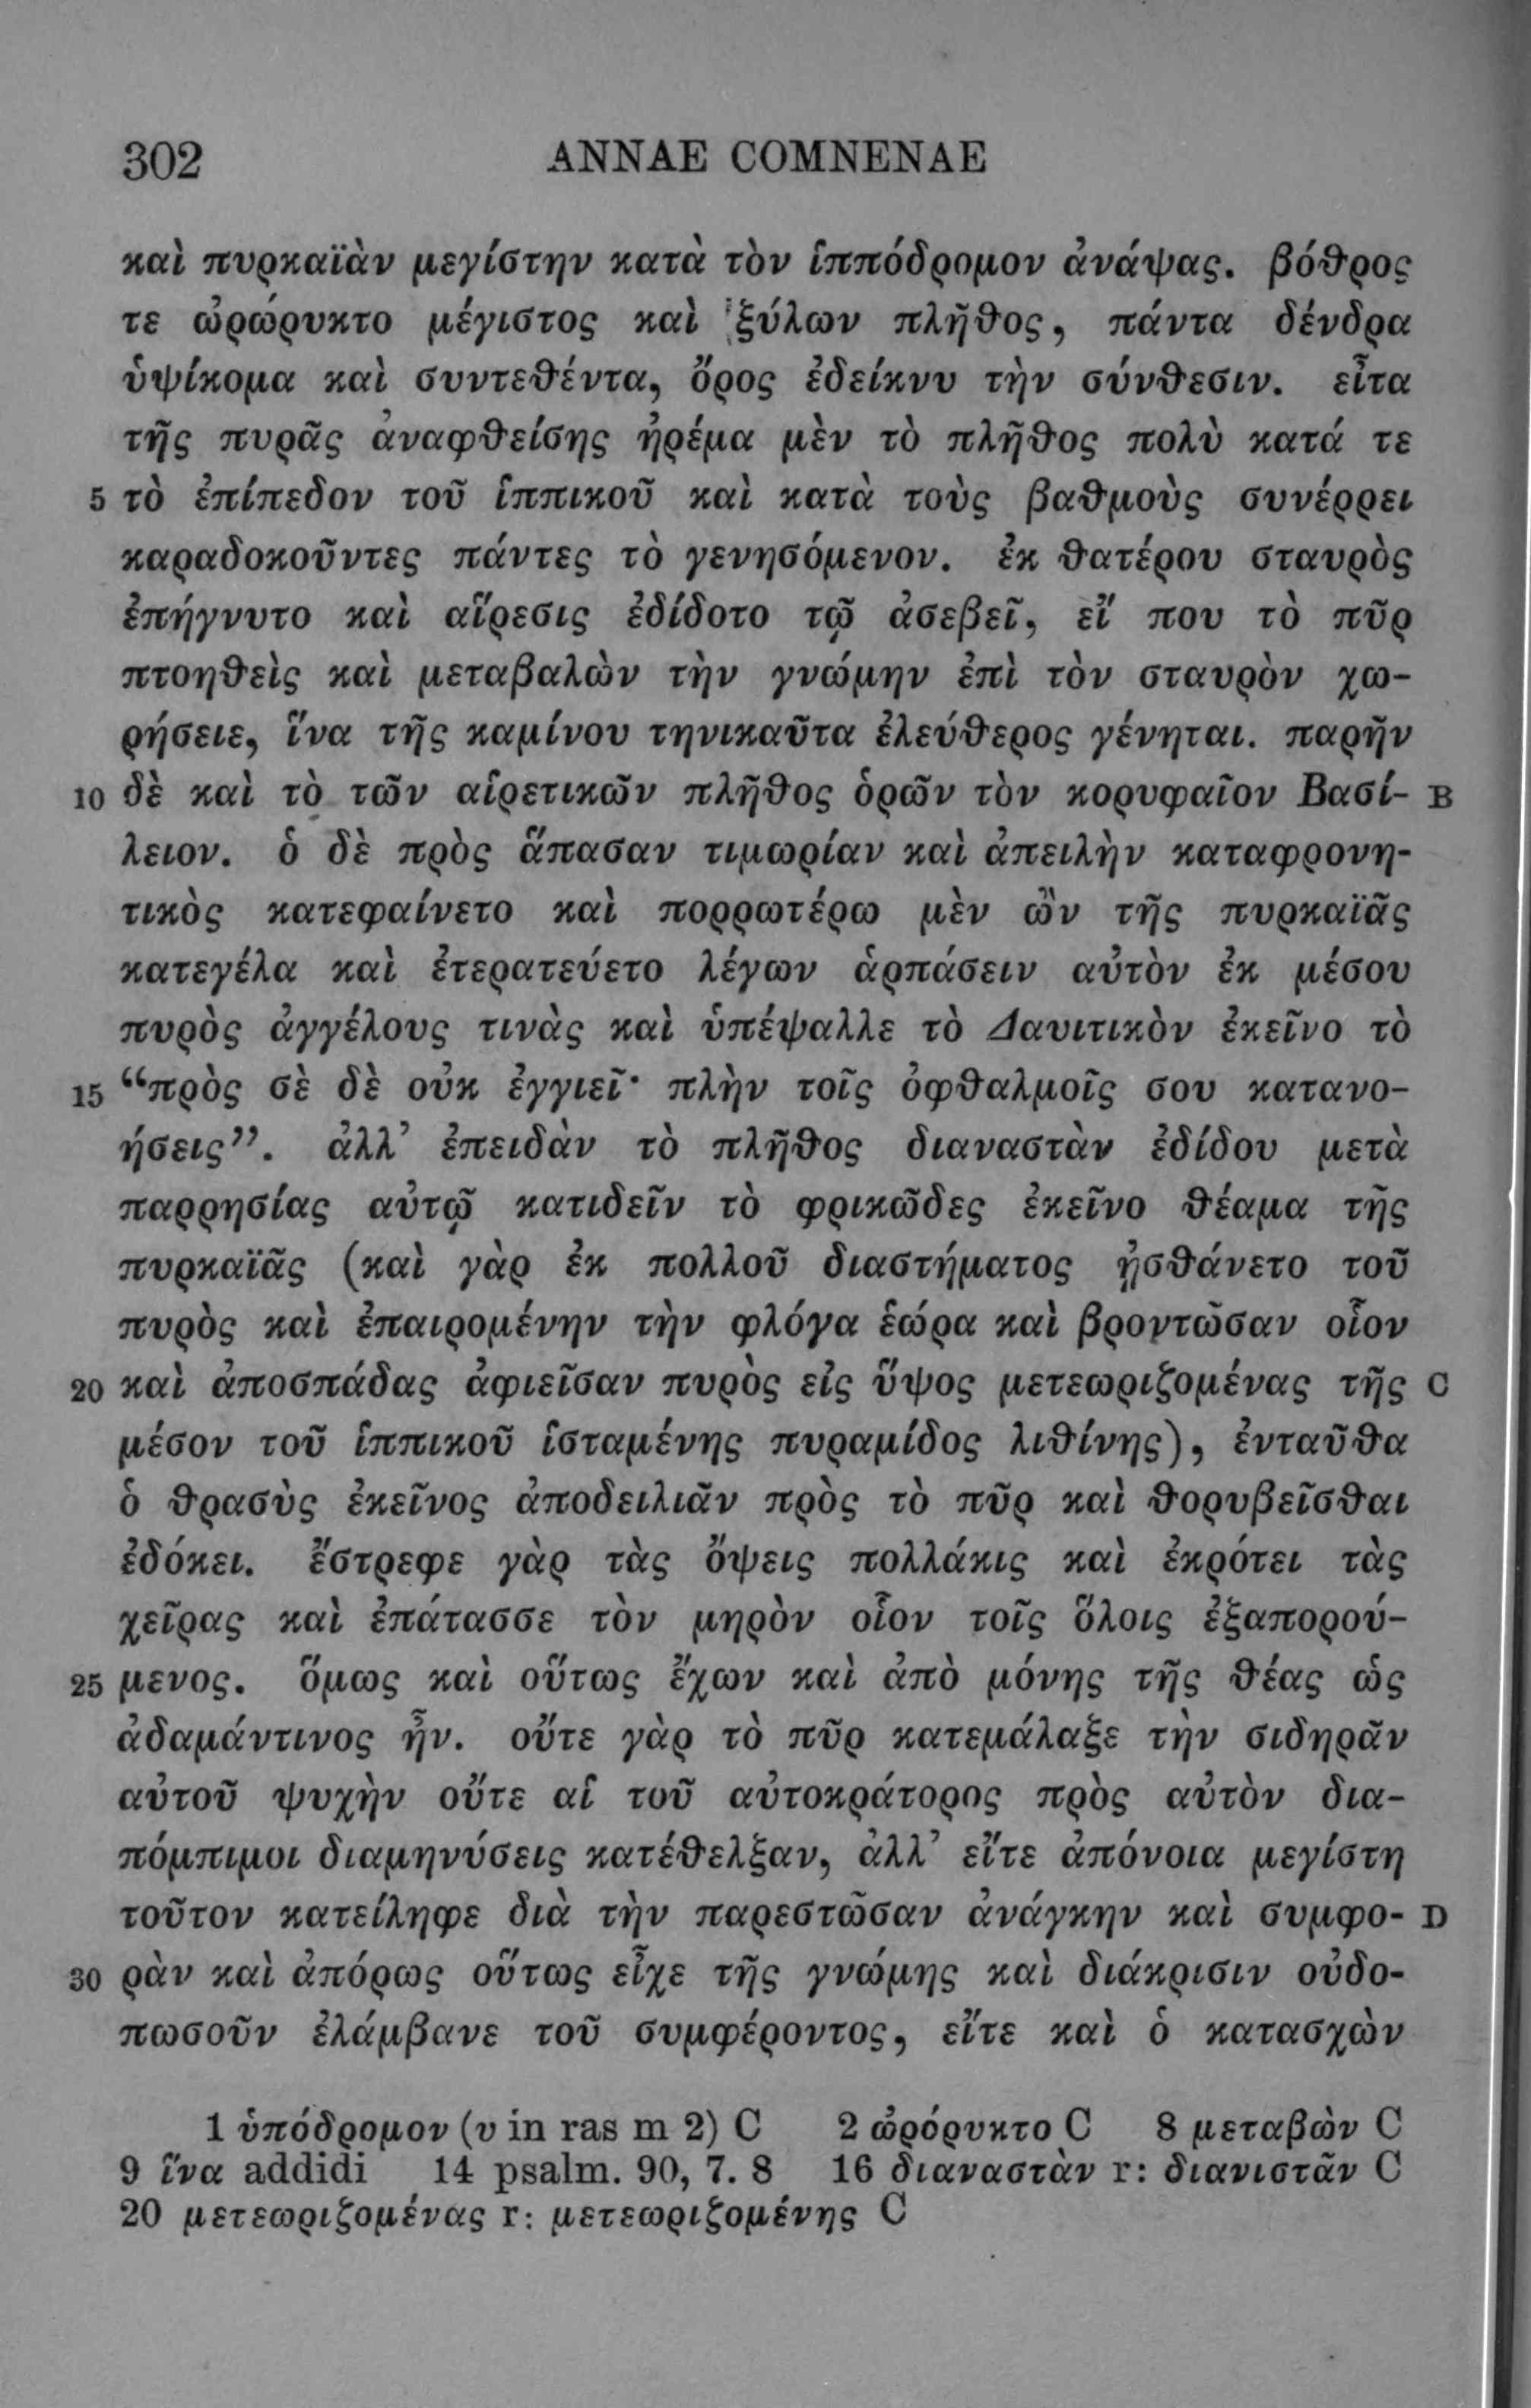 302 ANNAE COMNENAE
καὶ πυρκαϊὰν μεγίστην κατὰ τὸν ἱππόδρομον ἀνάψας. βόθρος
τε ὠρώρυκτο μέγιστος καὶ ξύλων πλῆθος, πάντα δένδρα
ὑψίκομα καὶ συντεθέντα, ὄρος ἐδείκνυ τὴν σύνθεσιν. εἶτα
τῆς πυρᾶς ἀναφθείσης ἠρέμα μὲν τὸ πλῆθος πολὺ κατά τε
5 τὸ ἐπίπεδον τοῦ ἱππικοῦ καὶ κατὰ τοὺς βαθμοὺς συνέρρει
καραδοκοῦντες πάντες τὸ γενησόμενον. ἐκ θατέρου σταυρὸς
ἐπήγνυτο καὶ αἵρεσις ἐδίδοτο τῷ ἀσεβεῖ, εἴ που τὸ πῦρ
πτοηθεὶς καὶ μεταβαλὼν τὴν γνώμην ἐπὶ τὸν σταυρὸν χω-
ρήσειε, ἵνα τῆς καμίνου τηνικαῦτα ἐλεύθερος γένηται. παρῆν
10 δὲ καὶ τὸ τῶν αἱρετικῶν πλῆθος ὁρῶν τὸν κορυφαῖον Βασί- B
λειον. ὁ δὲ πρὸς ἅπασαν τιμωρίαν καὶ ἀπειλὴν καταφρονη-
τικὸς κατεφαίνετο καὶ πορρωτέρω μὲν ὢν τῆς πυρκαϊᾶς
κατεγέλα καὶ ἐτερατεύετο λέγων ἁρπάσειν αὐτὸν ἐκ μέσου
πυρὸς ἀγγέλους τινὰς καὶ ὑπέψαλλε τὸ Δαυιτικὸν ἐκεῖνο τὸ
15 “πρὸς σὲ δὲ οὐκ ἐγγιεῖ· πλὴν τοῖς ὀφθαλμοῖς σου κατανο-
ήσεις”. ἀλλ’ ἐπειδὰν τὸ πλῆθος διαναστὰν ἐδίδου μετὰ
παρρησίας αὐτῷ κατιδεῖν τὸ φρικῶδες ἐκεῖνο θέαμα τῆς
πυρκαϊᾶς (καὶ γὰρ ἐκ πολλοῦ διαστήματος ᾐσθάνετο τοῦ
πυρὸς καὶ ἐπαιρομένην τὴν φλόγα ἑώρα καὶ βροντῶσαν οἷον
20 καὶ ἀποσπάδας ἀφιεῖσαν πυρὸς εἰς ὕψος μετεωριζομένας τῆς C
μέσον τοῦ ἱππικοῦ ἱσταμένης πυραμίδος λιθίνης), ἐνταῦθα
ὁ θρασὺς ἐκεῖνος ἀποδειλιᾶν πρὸς τὸ πῦρ καὶ θορυβεῖσθαι
ἐδόκει. ἔστρεφε γὰρ τὰς ὄψεις πολλάκις καὶ ἐκρότει τὰς
χεῖρας καὶ ἐπάτασσε τὸν μηρὸν οἷον τοῖς ὅλοις ἐξαπορού-
25 μενος. ὅμως καὶ οὕτως ἔχων καὶ ἀπὸ μόνης τῆς θέας ὡς
ἀδαμάντινος ἦν. οὔτε γὰρ τὸ πῦρ κατεμάλαξε τὴν σιδηρᾶν
αὐτοῦ ψυχὴν οὔτε αἱ τοῦ αὐτοκράτορος πρὸς αὐτὸν δια-
πόμπιμοι διαμηνύσεις κατέθελξαν, ἀλλ’ εἴτε ἀπόνοια μεγίστη
τοῦτον κατείληφε διὰ τὴν παρεστῶσαν ἀνάγκην καὶ συμφο- D
30 ρὰν καὶ ἀπόρως οὕτως εἶχε τῆς γνώμης καὶ διάκρισιν οὐδο-
πωσοῦν ἐλάμβανε τοῦ συμφέροντος, εἴτε καὶ ὁ κατασχὼν
1 ὑπόδρομον (υ in ras m 2) C 2 ὠρόρυκτο C 8 μεταβὼν C
9 ἵνα addidi 14 psalm. 90, 7. 8 16 διαναστὰν r: διανιστᾶν C
20 μετεωριζομένας r: μετεωριζομένης C